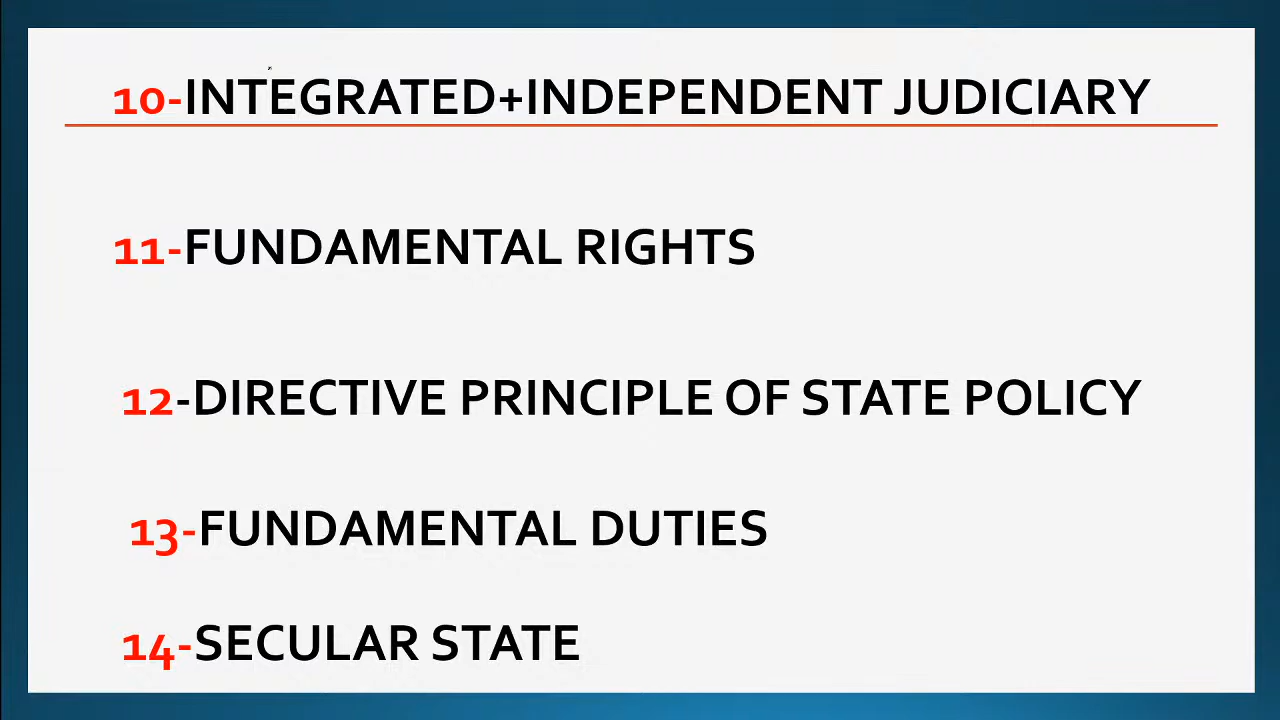 10-INTEGRATED+INDEPENDENT JUDICIARY
11-FUNDAMENTAL RIGHTS
12-DIRECTIVE PRINCIPLE OF STATE POLICY
13-FUNDAMENTAL DUTIES
14-SECULAR STATE